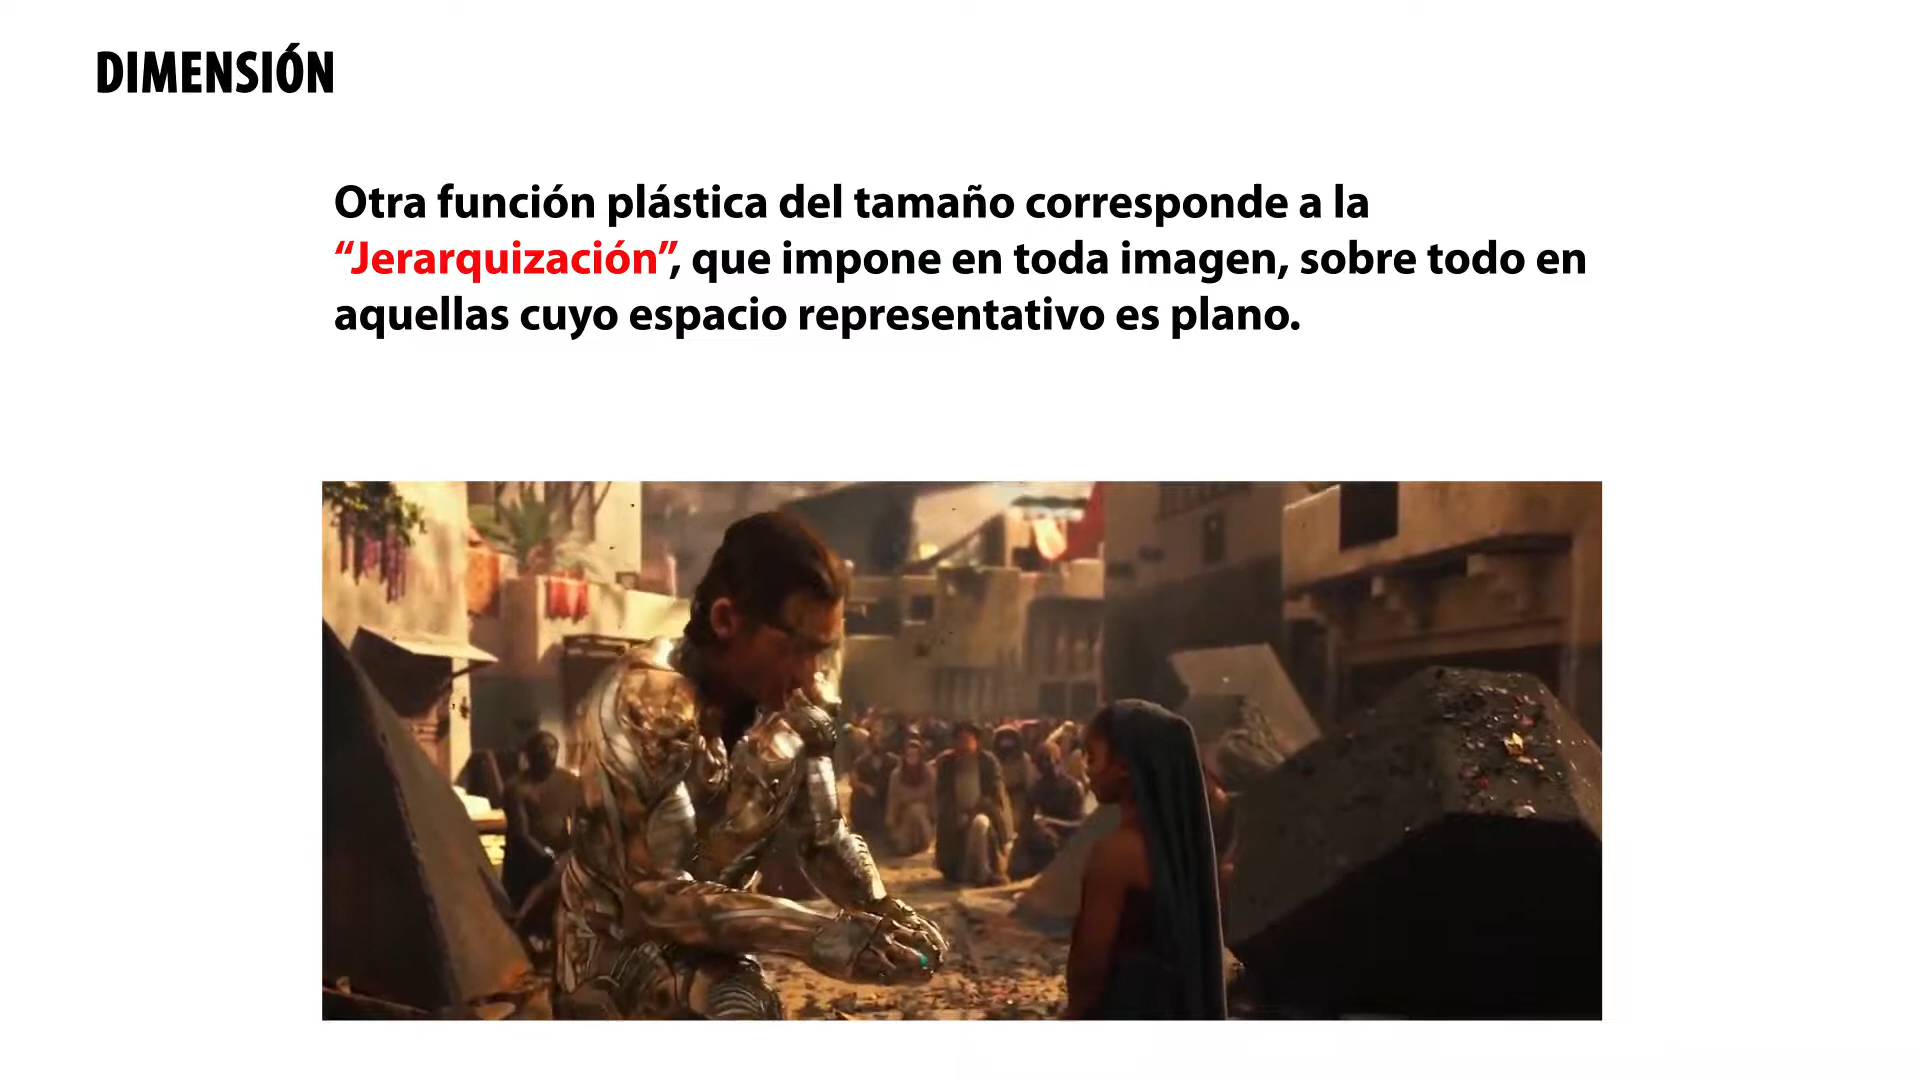 DIMENSIÓN
Otra función plástica del tamaño corresponde a la
“Jerarquización”, que impone en toda imagen, sobre todo en
aquellas cuyo espacio representativo es plano.